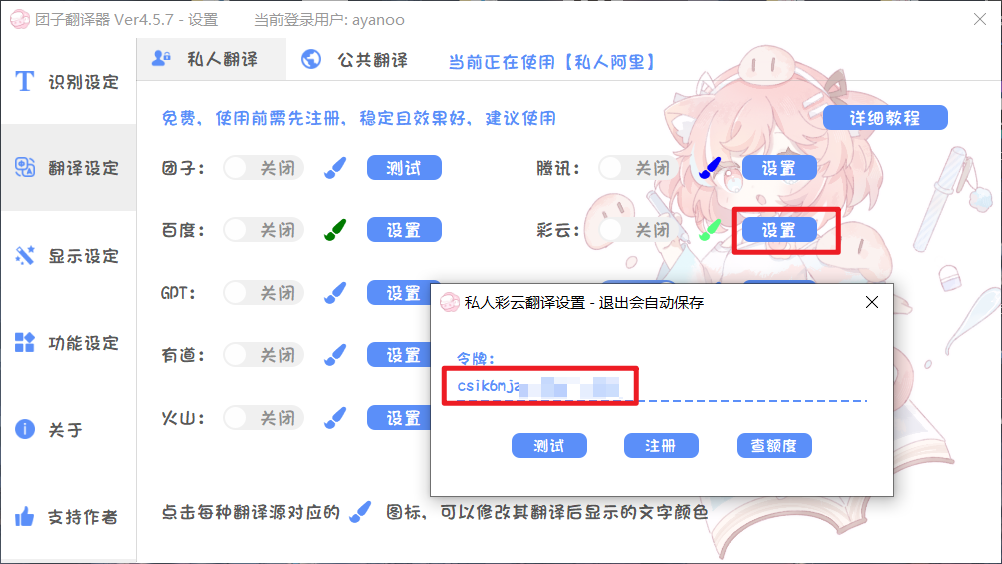 团子翻译器 Ver4.5.7 - 设置 当前登录用户: ayanoo
私人翻译 公共翻译 当前正在使用【私人阿里】
识别设定
翻译设定
显示设定
功能设定
关于
支持作者
免费，使用前需先注册，稳定且效果好，建议使用 详细教程
团子: 关闭 测试 腾讯: 关闭 设置
百度: 关闭 设置 彩云: 关闭 设置
GPT: 关闭 设置
有道: 关闭 设置
火山: 关闭 设置
私人彩云翻译设置 - 退出会自动保存
令牌:
csik6mj
测试 注册 查额度
点击每种翻译源对应的 图标，可以修改其翻译后显示的文字颜色